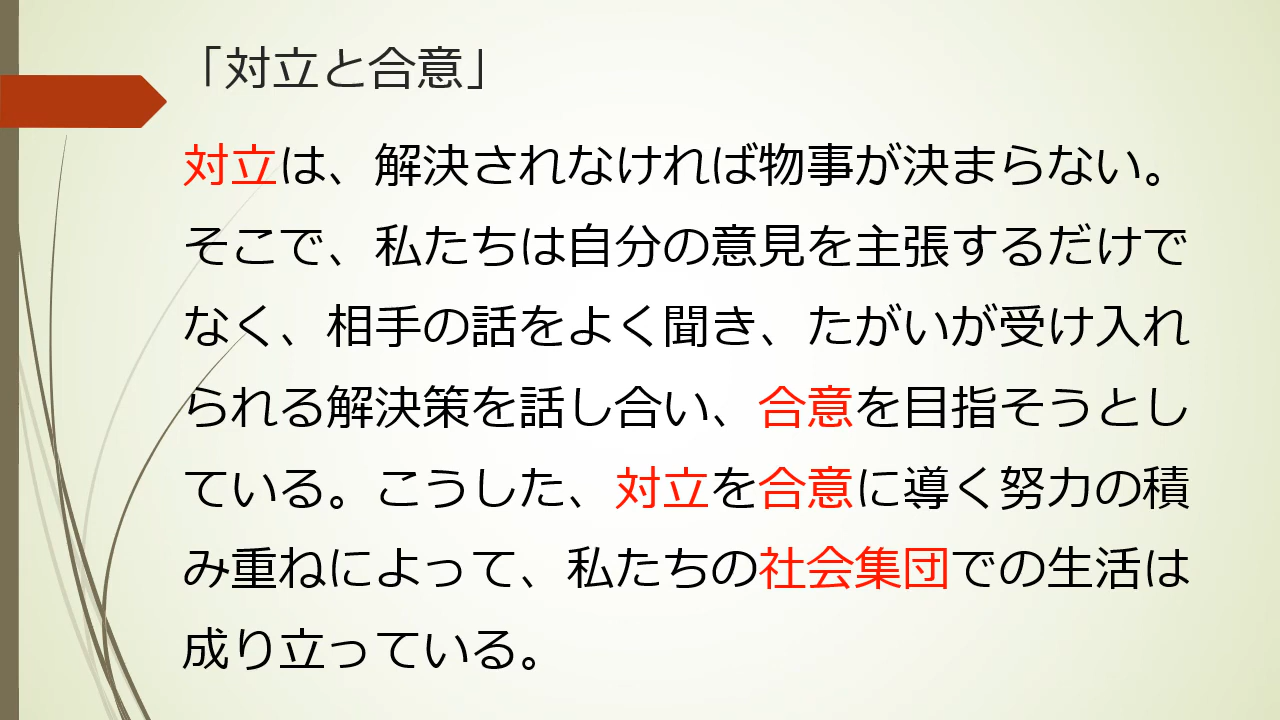 「対立と合意」
対立は、解決されなければ物事が決まらない。
そこで、私たちは自分の意見を主張するだけで
なく、相手の話をよく聞き、たがいが受け入れ
られる解決策を話し合い、合意を目指そうとし
ている。こうした、対立を合意に導く努力の積
み重ねによって、私たちの社会集団での生活は
成り立っている。